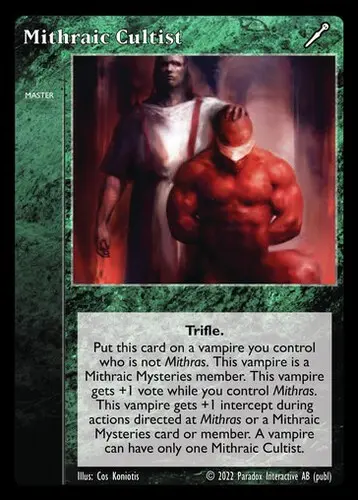 Mithraic Cultist
MASTER
Trifle.
Put this card on a vampire you control
who is not Mithras. This vampire is a
Mithraic Mysteries member. This vampire
gets +1 vote while you control Mithras.
This vampire gets +1 intercept during
actions directed at Mithras or a Mithraic
Mysteries card or member. A vampire
can have only one Mithraic Cultist.
Illus: Cos Koniotis © 2022 Paradox Interactive AB (publ)